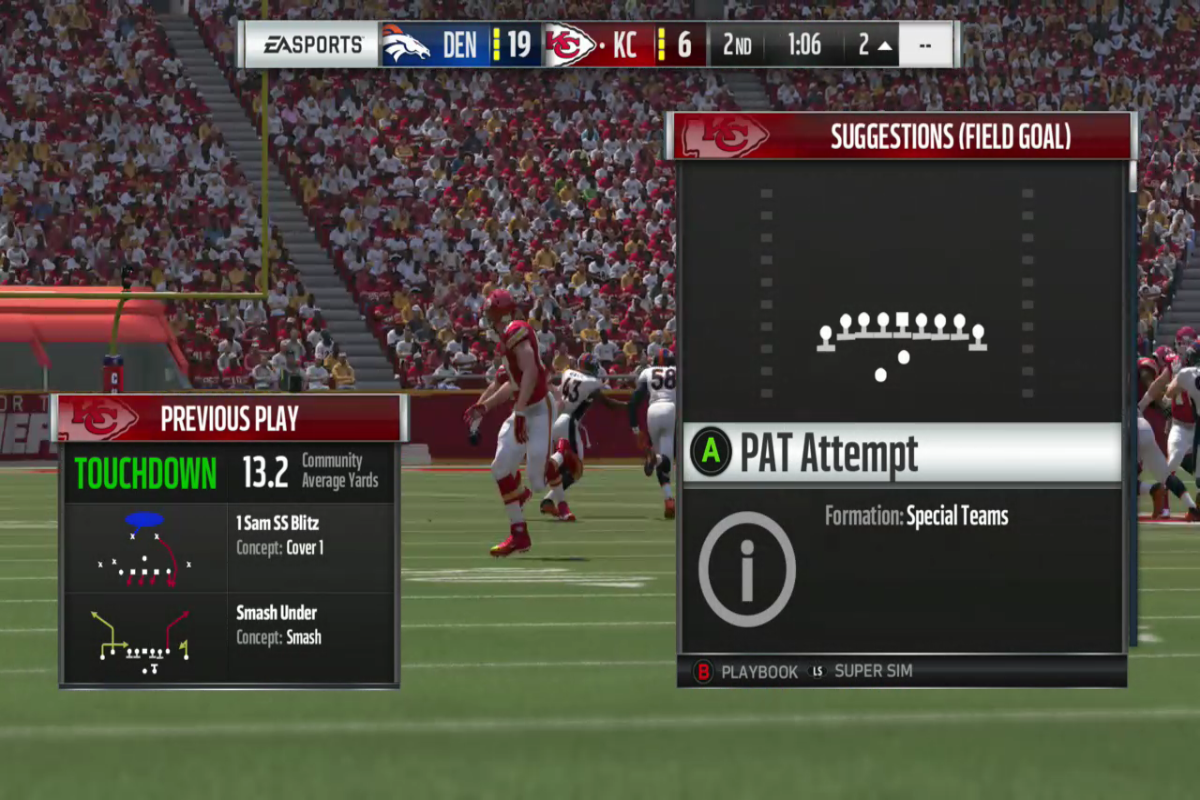 EA SPORTS DEN 19 KC 6 2ND 1:06 2 --
SUGGESTIONS (FIELD GOAL)
A PAT Attempt
Formation: Special Teams
B PLAYBOOK LS SUPER SIM
PREVIOUS PLAY
TOUCHDOWN 13.2 Community
Average Yards
1 Sam SS Blitz
Concept: Cover 1
Smash Under
Concept: Smash
43
58